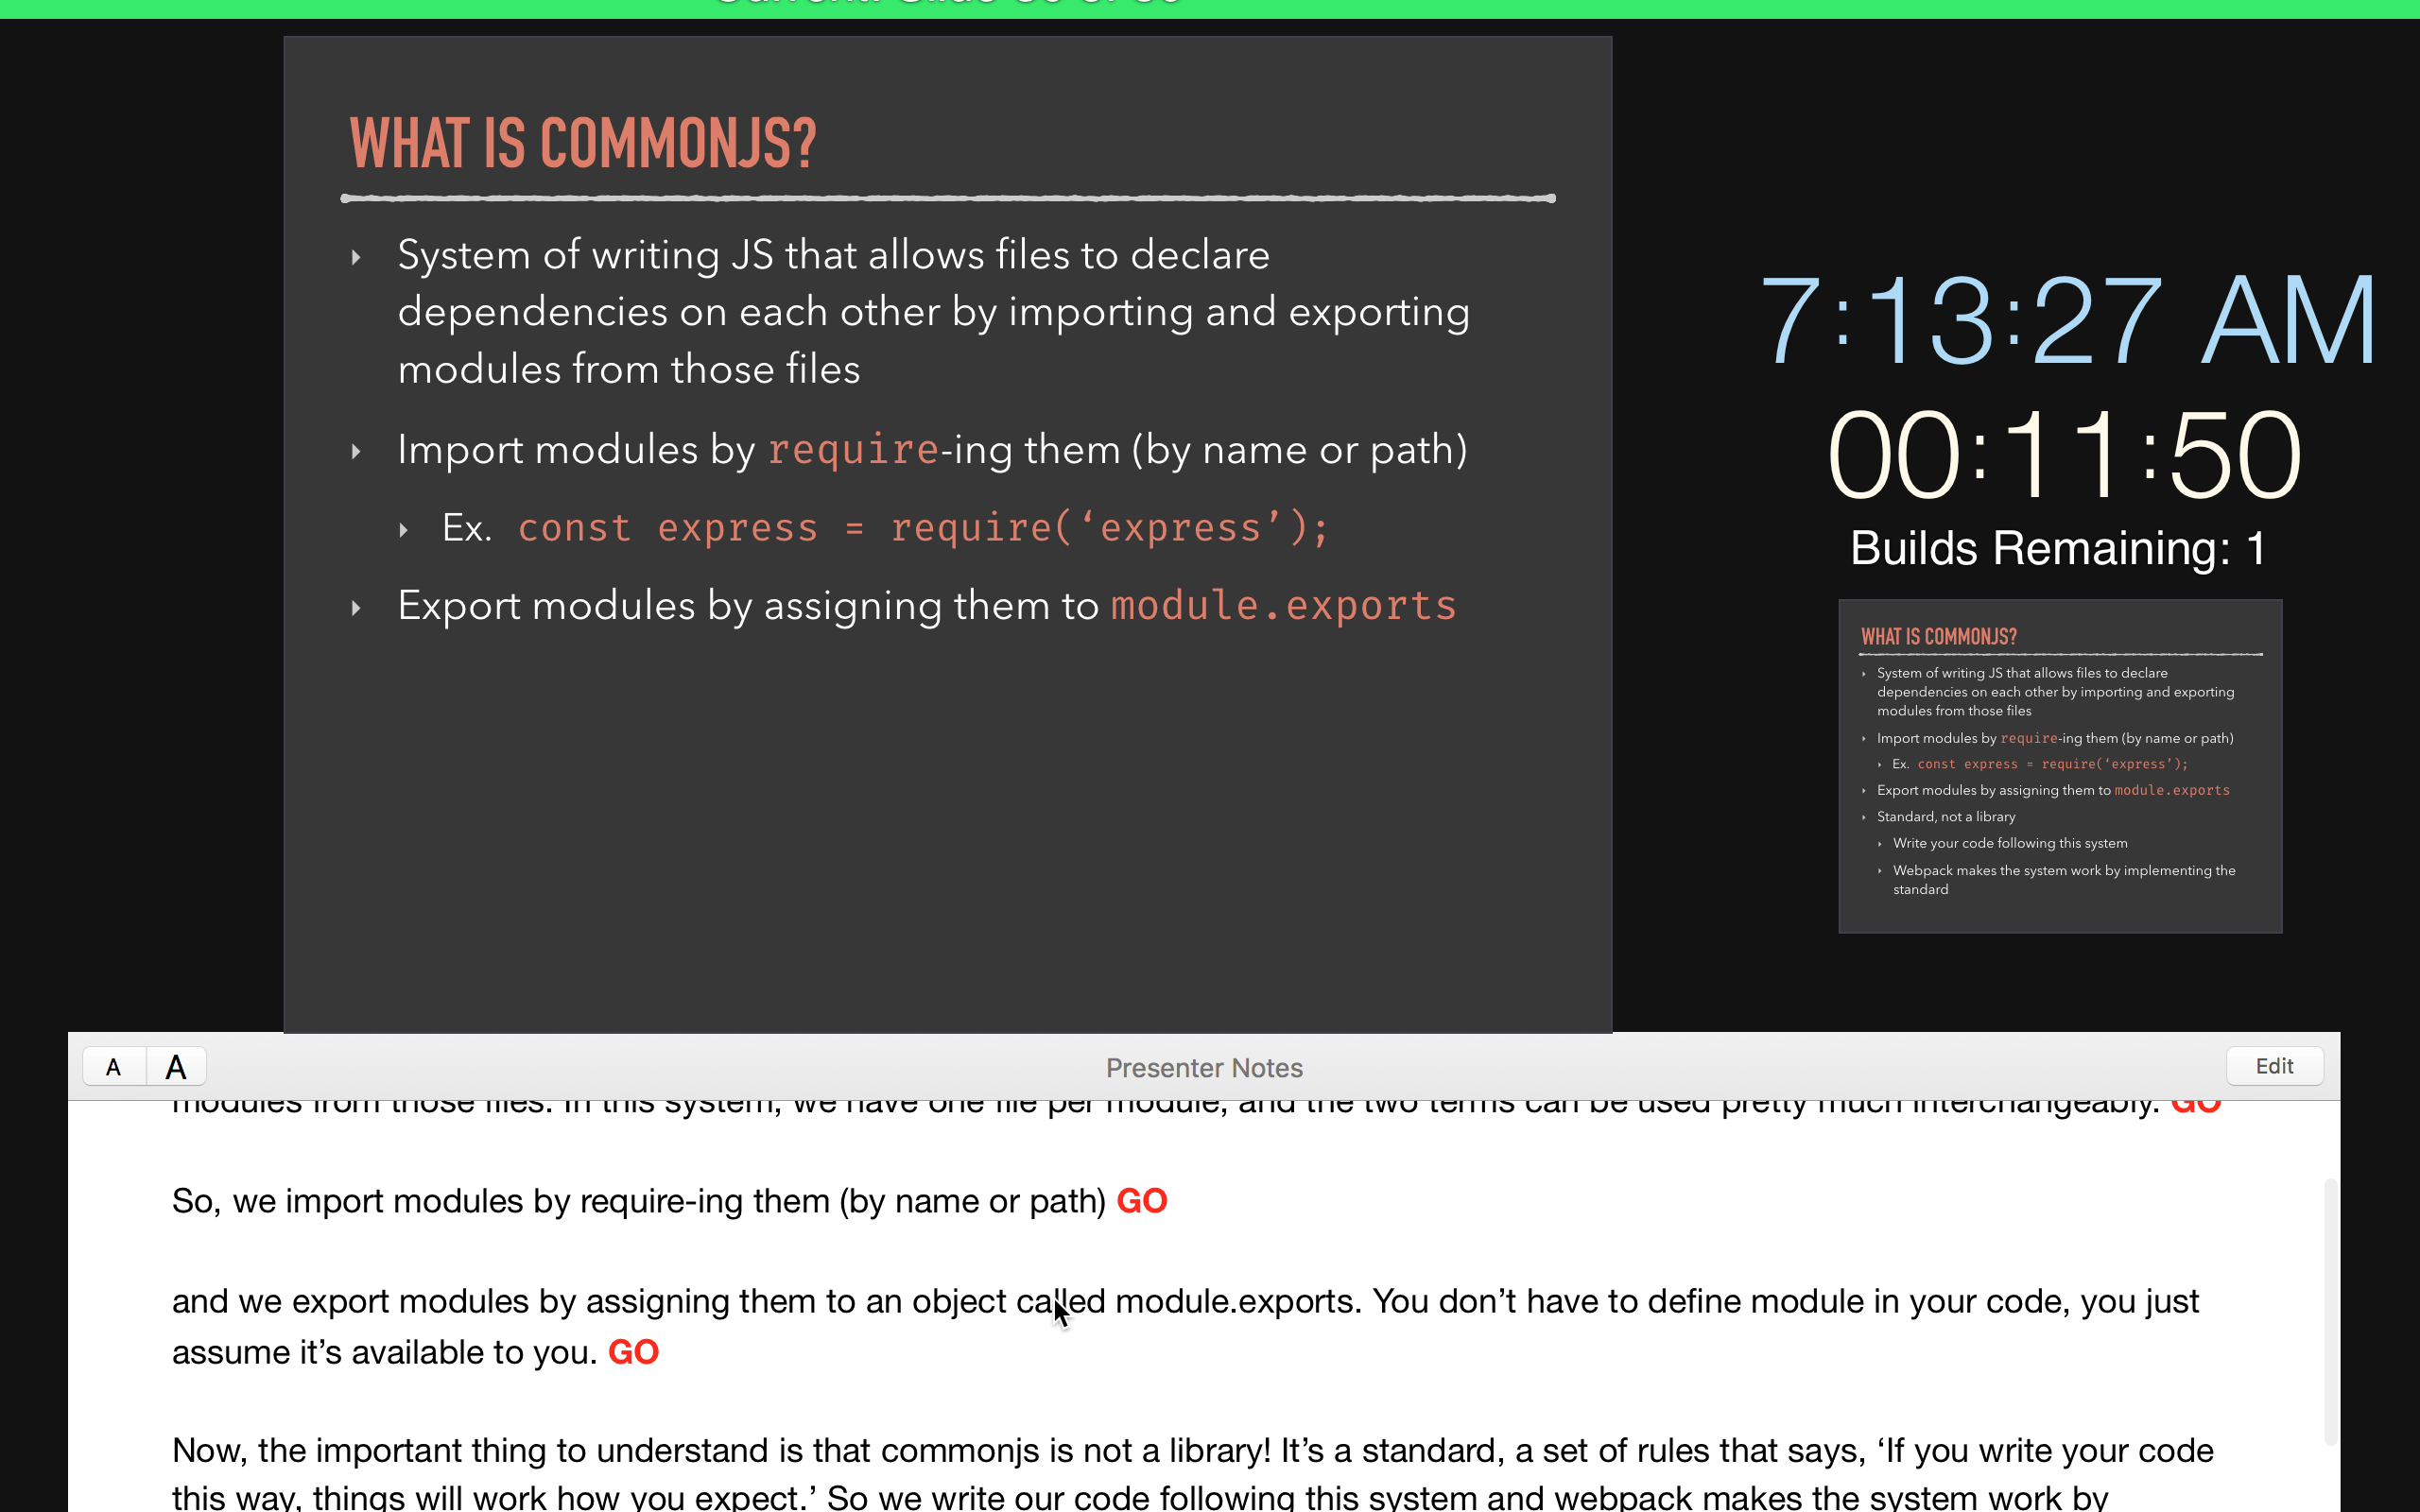 WHAT IS COMMONJS?
‣ System of writing JS that allows files to declare
dependencies on each other by importing and exporting
modules from those files
‣ Import modules by require-ing them (by name or path)
‣ Ex. const express = require(‘express’);
‣ Export modules by assigning them to module.exports
7:13:27 AM
00:11:50
Builds Remaining: 1
WHAT IS COMMONJS?
‣ System of writing JS that allows files to declare
dependencies on each other by importing and exporting
modules from those files
‣ Import modules by require-ing them (by name or path)
‣ Ex. const express = require(‘express’);
‣ Export modules by assigning them to module.exports
‣ Standard, not a library
‣ Write your code following this system
‣ Webpack makes the system work by implementing the
standard
A A Presenter Notes Edit
modules from those files. In this system, we have one file per module, and the two terms can be used pretty much interchangeably. GO
So, we import modules by require-ing them (by name or path) GO
and we export modules by assigning them to an object called module.exports. You don’t have to define module in your code, you just
assume it’s available to you. GO
Now, the important thing to understand is that commonjs is not a library! It’s a standard, a set of rules that says, ‘If you write your code
this way, things will work how you expect.’ So we write our code following this system and webpack makes the system work by